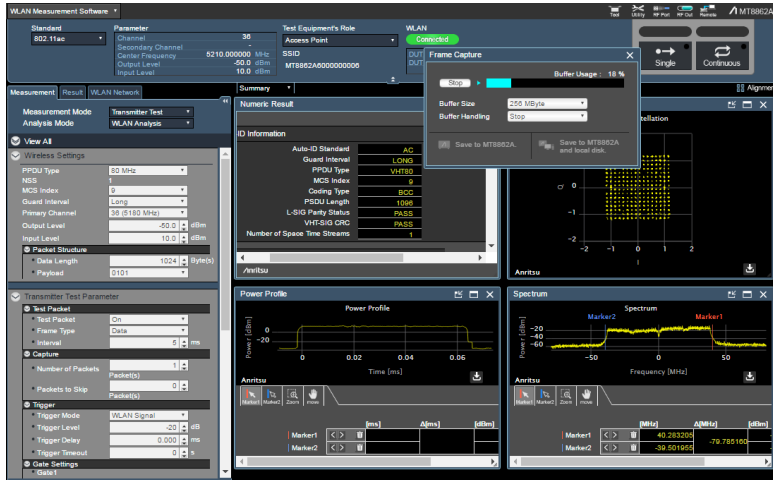 WLAN Measurement Software
Tool Utility RF Port RF Out Remote MT8862A
Standard Parameter Test Equipment's Role WLAN
802.11ac Channel 36 Access Point Connected
Secondary Channel -
Center Frequency 5210.000000 MHz SSID DUT
Output Level -50.0 dBm MT8862A6000000006 DUT
Input Level 10.0 dBm
Single Continuous
Frame Capture
Buffer Usage : 18 %
Stop
Buffer Size 256 MByte
Buffer Handling Stop
Save to MT8862A. Save to MT8862A and local disk.
Measurement Result WLAN Network
Summary
Measurement Mode Transmitter Test
Analysis Mode WLAN Analysis
View All
Wireless Settings
PPDU Type 80 MHz
NSS 1
MCS Index 9
Guard Interval Long
Primary Channel 36 (5180 MHz)
Output Level -50.0 dBm
Input Level 10.0 dBm
Packet Structure
Data Length 1024 Byte(s)
Payload 0101
Transmitter Test Parameter
Test Packet
Test Packet On
Frame Type Data
Interval 5 ms
Capture
Number of Packets 1
Packet(s)
Packets to Skip 0
Packet(s)
Trigger
Trigger Mode WLAN Signal
Trigger Level -20 dB
Trigger Delay 0.000 ms
Trigger Timeout 0 s
Gate Settings
Gate1
Numeric Result
ID Information
Auto-ID Standard AC
Guard Interval LONG
PPDU Type VHT80
MCS Index 9
Coding Type BCC
PSDU Length 1096
L-SIG Parity Status PASS
VHT-SIG CRC PASS
Number of Space Time Streams 1
Anritsu
Q 0
-1
-2
-2 -1 0 1 2
I
Anritsu
Power Profile
Power Profile
Power [dBm]
0
-20
0 0.02 0.04 0.06
Time [ms]
Anritsu
Marker1 Marker2 Zoom move
[ms] Δ[ms] [dBm]
Marker1
Marker2
Spectrum
Spectrum
Marker2 Marker1
Power [dBm]
-20
-40
-60
-50 0 50
Frequency [MHz]
Anritsu
Marker1 Marker2 Zoom move
[MHz] Δ[MHz] [dBm]
Marker1 40.283205
-79.785160
Marker2 -39.501955